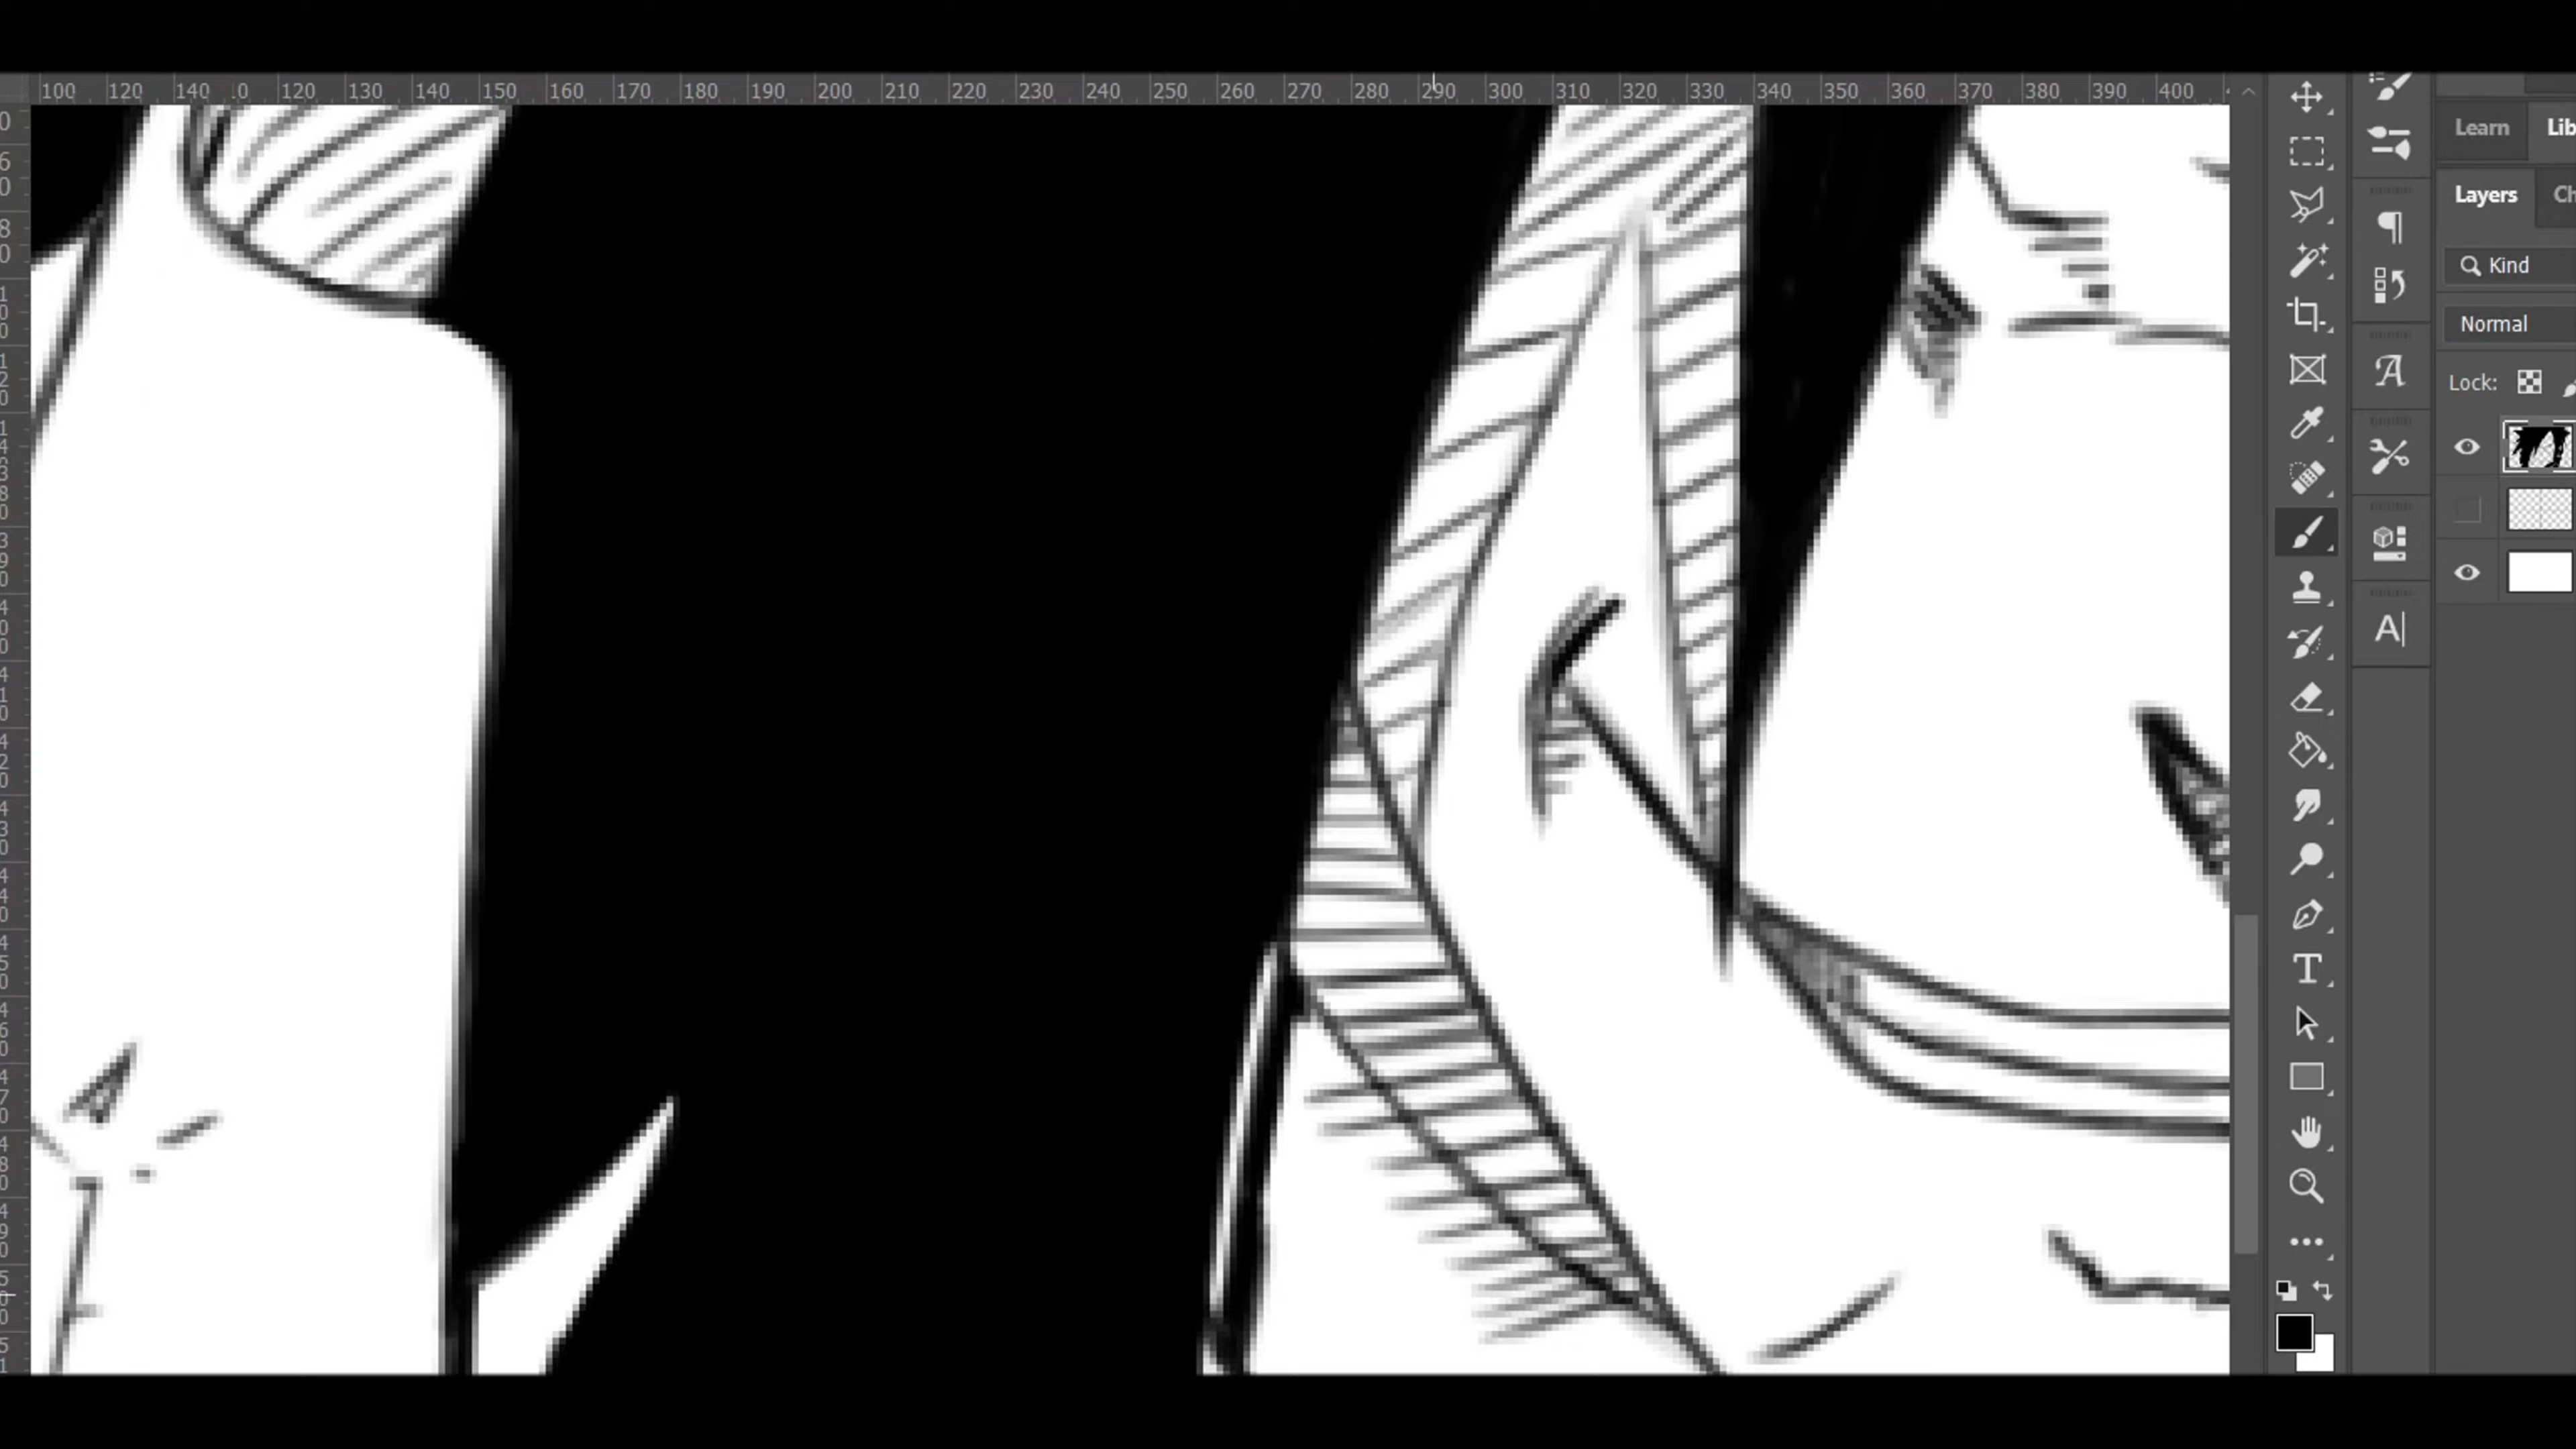 100 120 140 10 120 130 140 150 160 170 180 190 200 210 220 230 240 250 260 270 280 290 300 310 320 330 340 350 360 370 380 390 400
Learn
Layers
Kind
Normal
Lock: